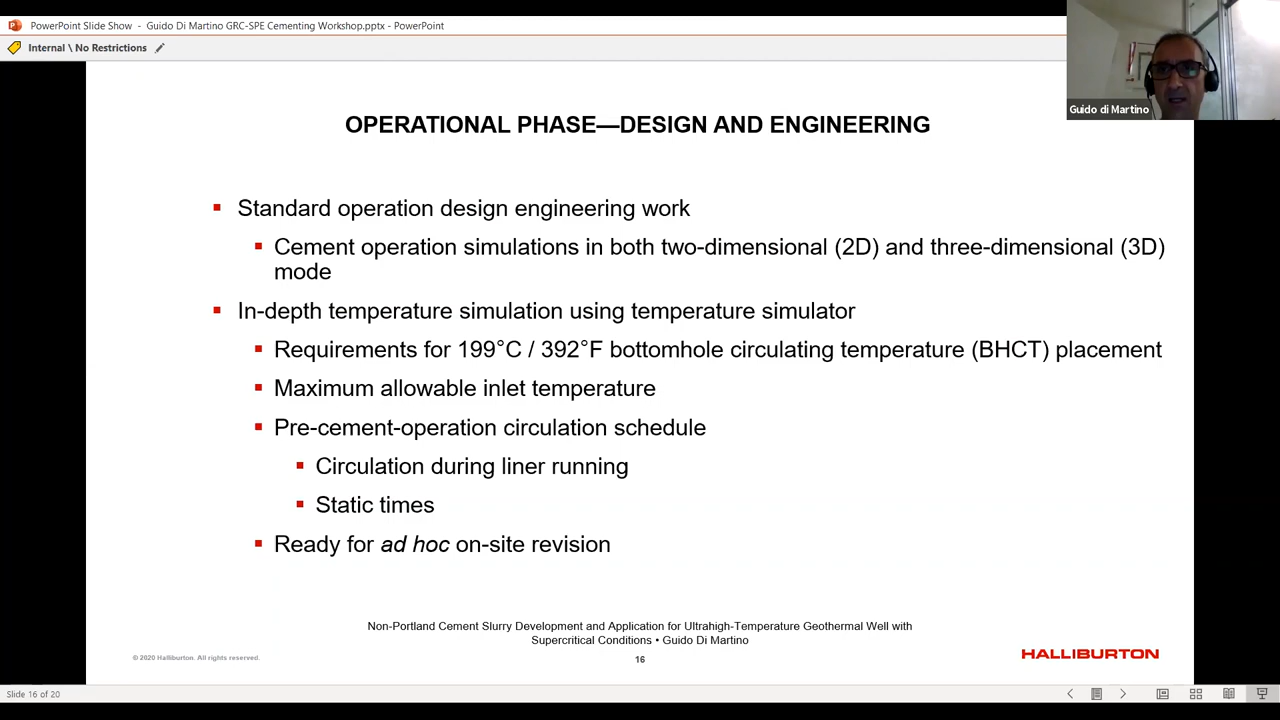 PowerPoint Slide Show - Guido Di Martino GRC-SPE Cementing Workshop.pptx - PowerPoint
Internal \ No Restrictions
Guido di Martino
OPERATIONAL PHASE—DESIGN AND ENGINEERING
Standard operation design engineering work
Cement operation simulations in both two-dimensional (2D) and three-dimensional (3D)
mode
In-depth temperature simulation using temperature simulator
Requirements for 199°C / 392°F bottomhole circulating temperature (BHCT) placement
Maximum allowable inlet temperature
Pre-cement-operation circulation schedule
Circulation during liner running
Static times
Ready for ad hoc on-site revision
Non-Portland Cement Slurry Development and Application for Ultrahigh-Temperature Geothermal Well with
Supercritical Conditions • Guido Di Martino
© 2020 Halliburton. All rights reserved.
16
HALLIBURTON
Slide 16 of 20